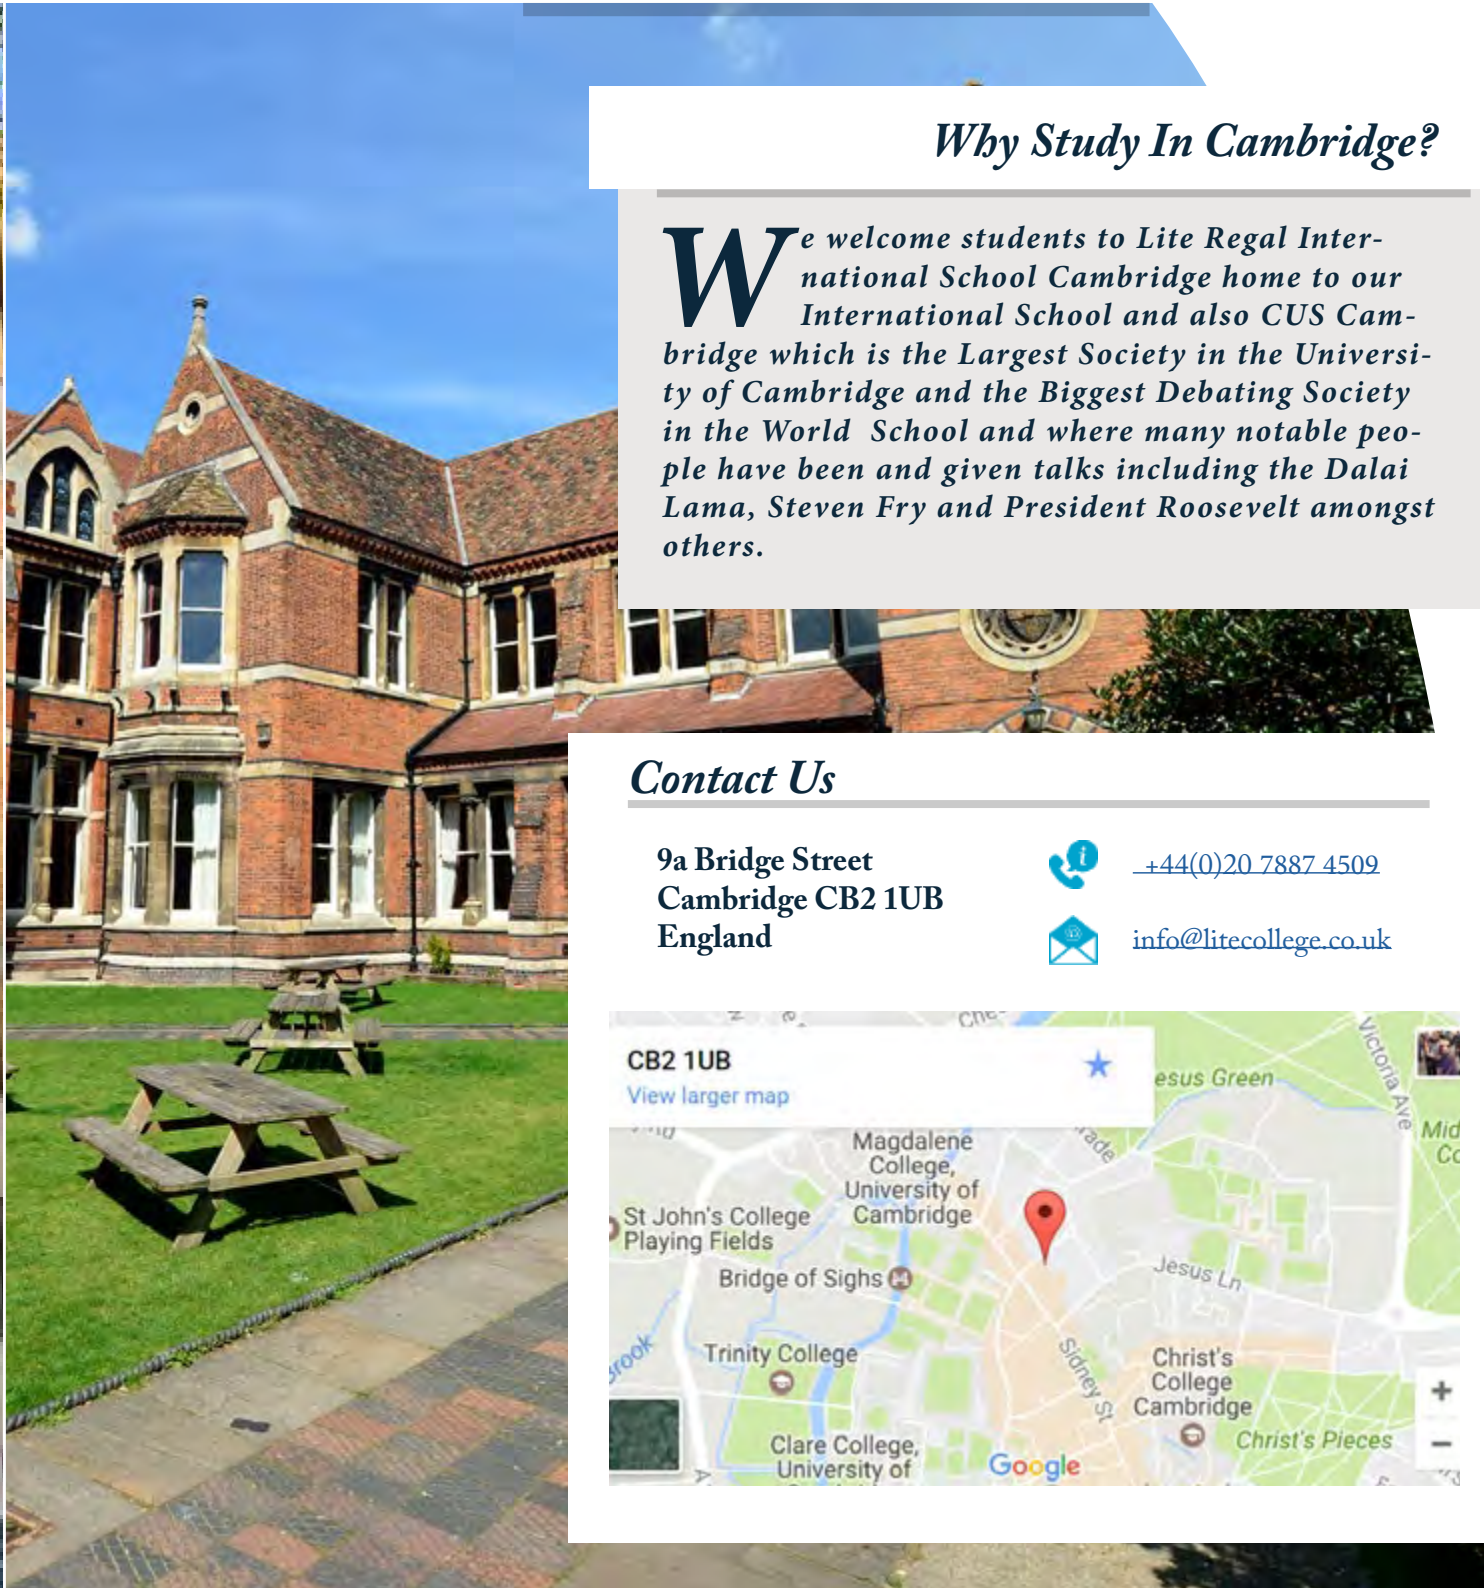 Why Study In Cambridge?
We welcome students to Lite Regal Inter-
national School Cambridge home to our
International School and also CUS Cam-
bridge which is the Largest Society in the Universi-
ty of Cambridge and the Biggest Debating Society
in the World  School and where many notable peo-
ple have been and given talks including the Dalai
Lama, Steven Fry and President Roosevelt amongst
others.
Contact Us
9a Bridge Street
Cambridge CB2 1UB
England
+44(0)20 7887 4509
info@litecollege.co.uk
CB2 1UB
View larger map
esus Green
Victoria Ave
Mid
Co
Magdalene
College,
University of
Cambridge
St John's College
Playing Fields
Bridge of Sighs
Jesus Ln
Trinity College
Sidney St
Christ's
College
Cambridge
Christ's Pieces
Clare College,
University of
Google